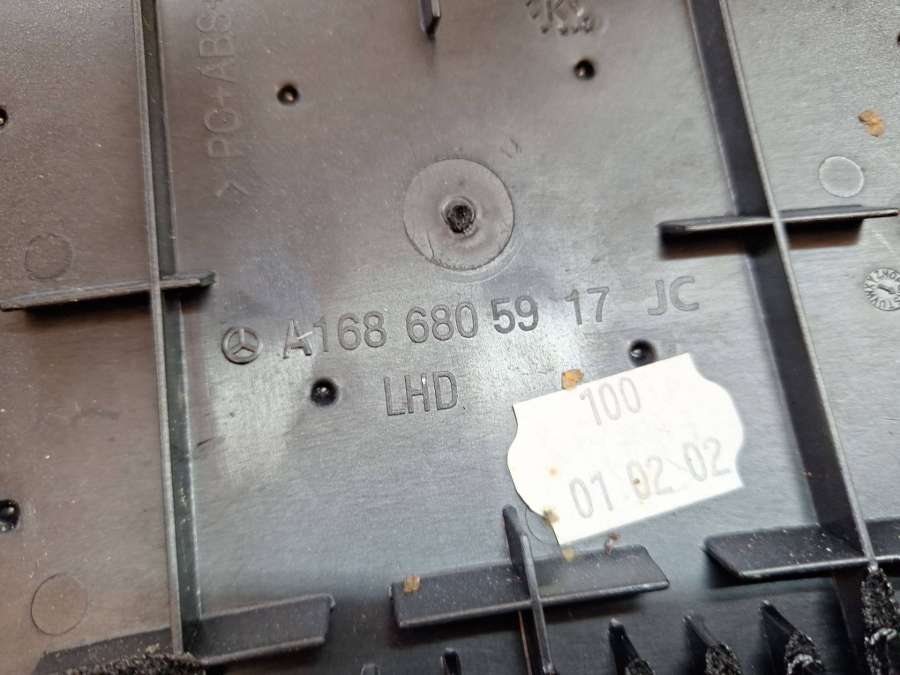 >PC+ABS
A168 680 59 17 JC
LHD
100
01 02 02